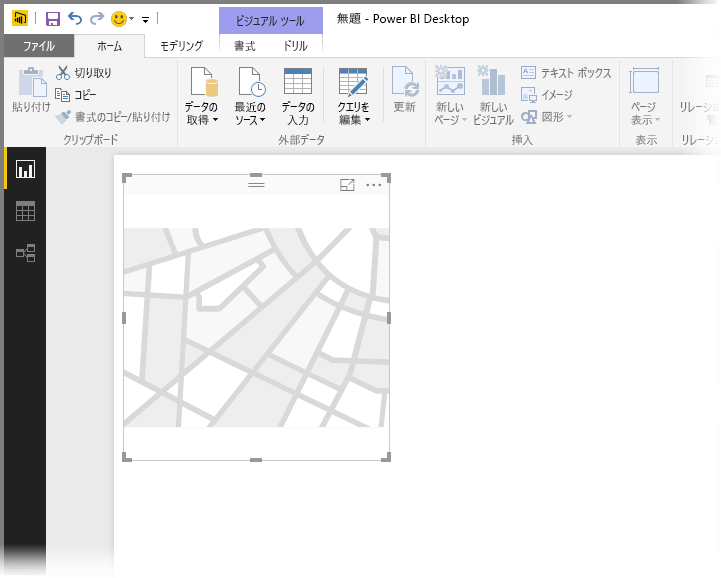 ビジュアル ツール
無題 - Power BI Desktop
ファイル
ホーム
モデリング
書式
ドリル
貼り付け
切り取り
コピー
書式のコピー/貼り付け
クリップボード
データの
取得
最近の
ソース
データの
入力
クエリを
編集
外部データ
更新
新しい
ページ
新しい
ビジュアル
テキスト ボックス
イメージ
図形
挿入
ページ
表示
表示
リレーショ